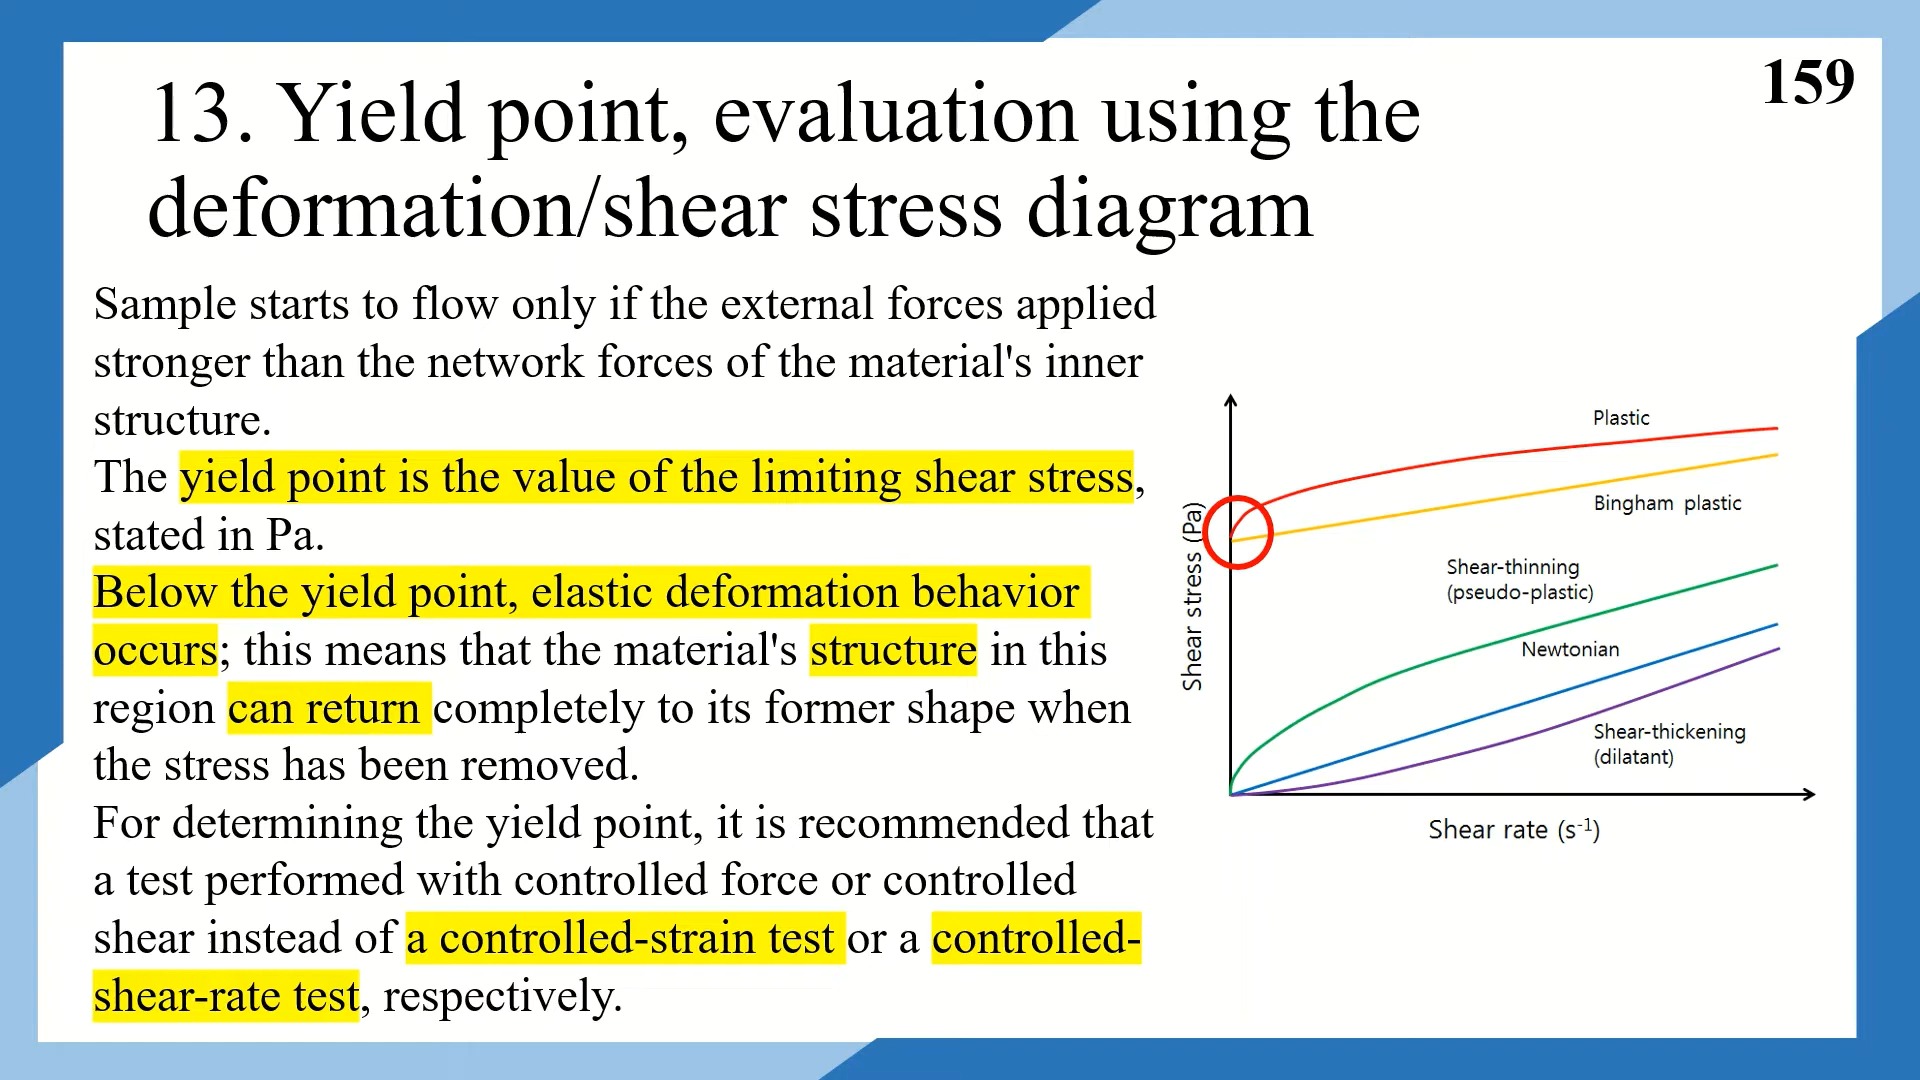 159
13. Yield point, evaluation using the
deformation/shear stress diagram
Sample starts to flow only if the external forces applied
stronger than the network forces of the material's inner
structure.
The yield point is the value of the limiting shear stress,
stated in Pa.
Below the yield point, elastic deformation behavior
occurs; this means that the material's structure in this
region can return completely to its former shape when
the stress has been removed.
For determining the yield point, it is recommended that
a test performed with controlled force or controlled
shear instead of a controlled-strain test or a controlled-
shear-rate test, respectively.
Shear stress (Pa)
Plastic
Bingham plastic
Shear-thinning
(pseudo-plastic)
Newtonian
Shear-thickening
(dilatant)
Shear rate (s⁻¹)